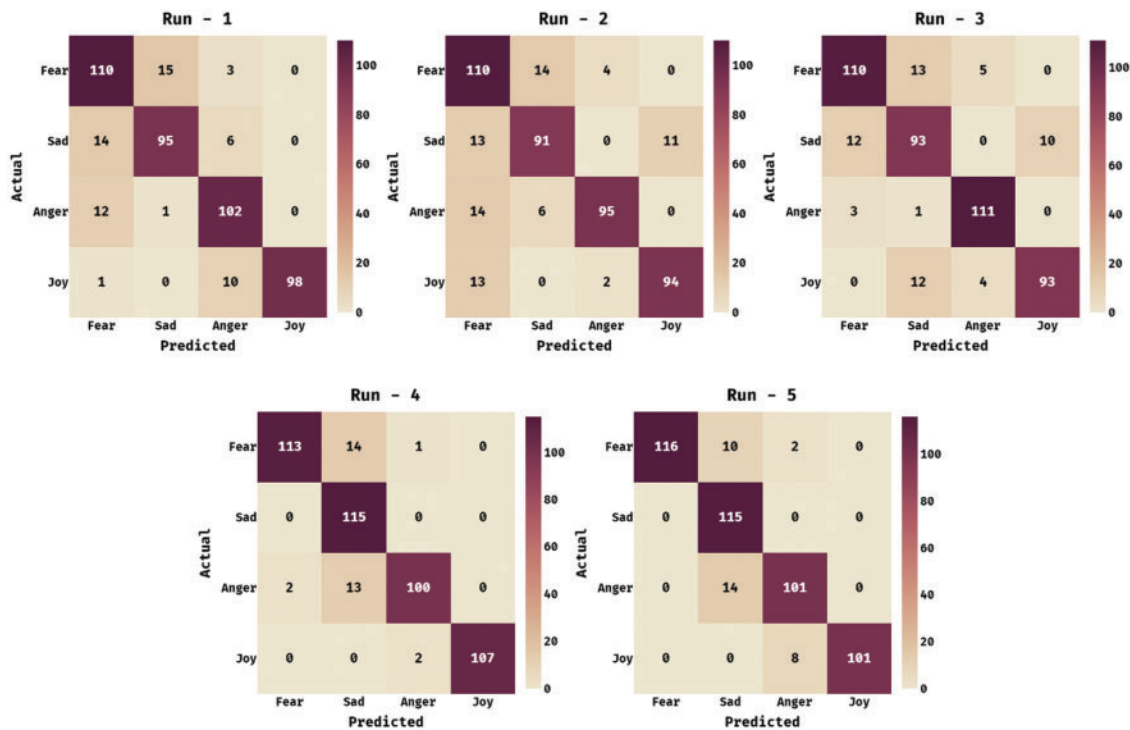 Run - 1
Run - 2
Run - 3
Fear 110 15 3 0
Sad 14 95 6 0
Anger 12 1 102 0
Joy 1 0 10 98
Fear Sad Anger Joy
Predicted
Actual
100
80
60
40
20
0
Fear 110 14 4 0
Sad 13 91 0 11
Anger 14 6 95 0
Joy 13 0 2 94
Fear Sad Anger Joy
Predicted
Actual
100
80
60
40
20
0
Fear 110 13 5 0
Sad 12 93 0 10
Anger 3 1 111 0
Joy 0 12 4 93
Fear Sad Anger Joy
Predicted
Actual
100
80
60
40
20
0
Run - 4
Run - 5
Fear 113 14 1 0
Sad 0 115 0 0
Anger 2 13 100 0
Joy 0 0 2 107
Fear Sad Anger Joy
Predicted
Actual
100
80
60
40
20
0
Fear 116 10 2 0
Sad 0 115 0 0
Anger 0 14 101 0
Joy 0 0 8 101
Fear Sad Anger Joy
Predicted
Actual
100
80
60
40
20
0